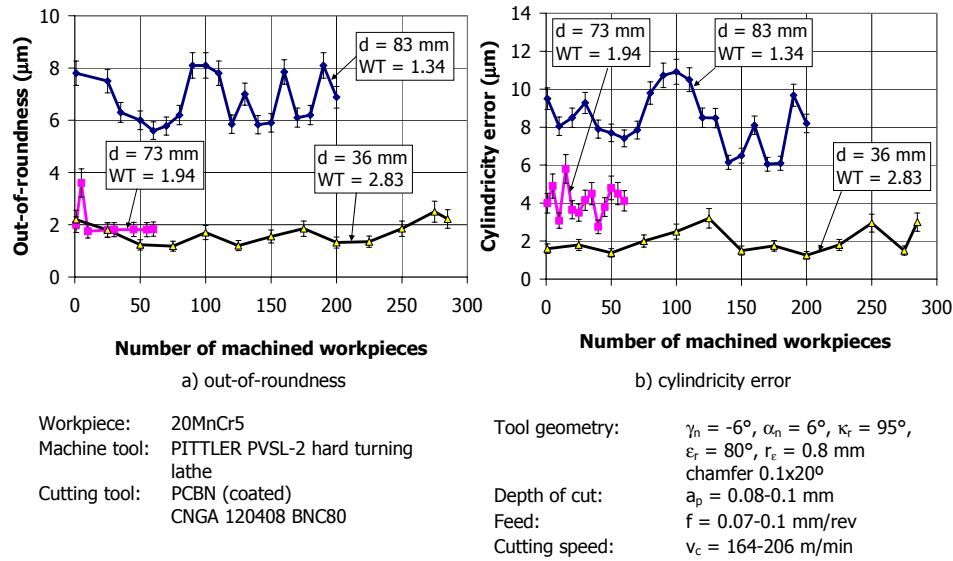 10
8
6
4
2
0
Out-of-roundness (μm)
d = 83 mm
WT = 1.34
d = 73 mm
WT = 1.94
d = 36 mm
WT = 2.83
0 50 100 150 200 250 300
Number of machined workpieces
a) out-of-roundness
14
12
10
8
6
4
2
0
Cylindricity error (μm)
d = 73 mm
WT = 1.94
d = 83 mm
WT = 1.34
d = 36 mm
WT = 2.83
0 50 100 150 200 250 300
Number of machined workpieces
b) cylindricity error
Workpiece: 20MnCr5
Machine tool: PITTLER PVSL-2 hard turning
lathe
Cutting tool: PCBN (coated)
CNGA 120408 BNC80
Tool geometry: γn = -6°, αn = 6°, κr = 95°,
εr = 80°, rε = 0.8 mm
chamfer 0.1x20º
Depth of cut: ap = 0.08-0.1 mm
Feed: f = 0.07-0.1 mm/rev
Cutting speed: vc = 164-206 m/min